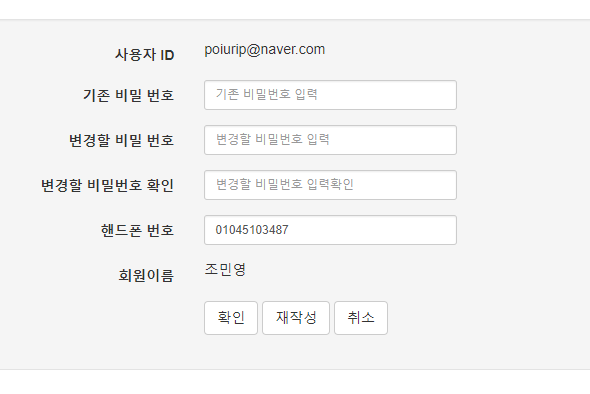 사용자 ID poiurip@naver.com
기존 비밀 번호 기존 비밀번호 입력
변경할 비밀 번호 변경할 비밀번호 입력
변경할 비밀번호 확인 변경할 비밀번호 입력확인
핸드폰 번호 01045103487
회원이름 조민영
확인 재작성 취소